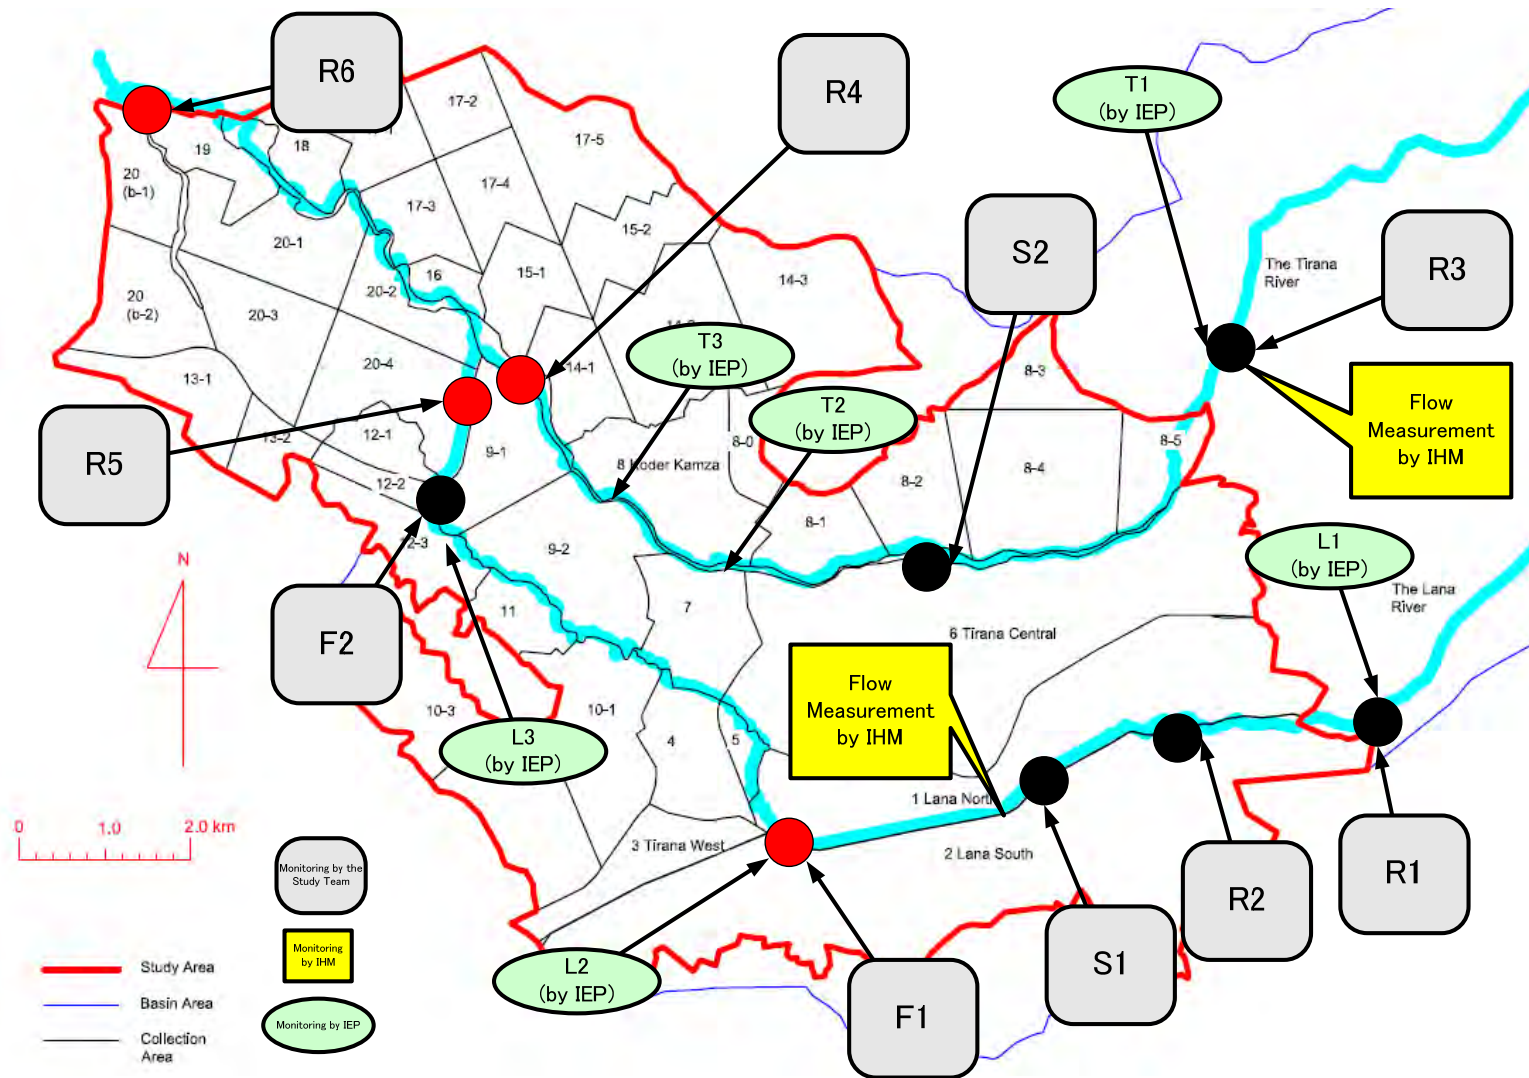 R6
R4
T1
(by IEP)
17-2
17-5
18
19
20
(b-1)
17-4
17-3
15-2
S2
R3
The Tirana
River
20-1
16
15-1
14-3
20
(b-2)
20-2
20-3
T3
(by IEP)
14-1
20-4
8-3
13-1
T2
(by IEP)
Flow
Measurement
by IHM
R5
13-2
12-1
9-1
8-0
8-5
8 Koder Kamza
8-4
8-2
12-2
8-1
L1
(by IEP)
12-3
9-2
N
The Lana
River
F2
11
7
6 Tirana Central
Flow
Measurement
by IHM
10-3
10-1
4
5
L3
(by IEP)
1 Lana North
0
1.0
2.0 km
3 Tirana West
2 Lana South
Monitoring by the
Study Team
R2
R1
Monitoring
by IHM
S1
L2
(by IEP)
F1
Study Area
Basin Area
Monitoring by IEP
Collection
Area